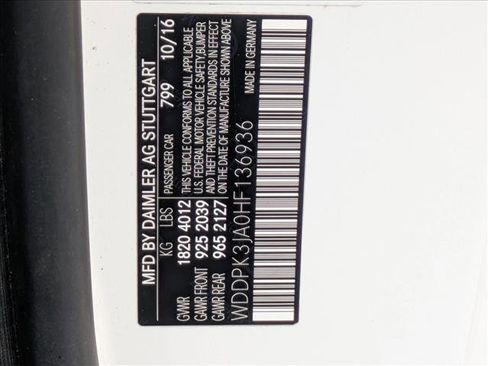 MFD BY DAIMLER AG STUTTGART
KG LBS PASSENGER CAR 799 10/16
GVWR 1820 4012 THIS VEHICLE CONFORMS TO ALL APPLICABLE
U.S. FEDERAL MOTOR VEHICLE SAFETY,BUMPER
GAWR FRONT 925 2039 AND THEFT PREVENTION STANDARDS IN EFFECT
GAWR REAR 965 2127 ON THE DATE OF MANUFACTURE SHOWN ABOVE.
WDDPK3JA0HF136936 MADE IN GERMANY